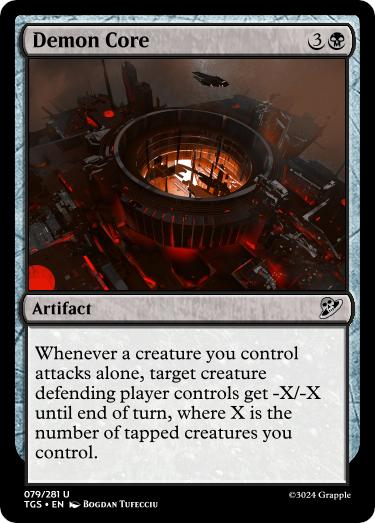 Demon Core 3
Artifact
Whenever a creature you control
attacks alone, target creature
defending player controls get -X/-X
until end of turn, where X is the
number of tapped creatures you
control.
079/281 U
TGS • EN Bogdan Tufecciu
©3024 Grapple